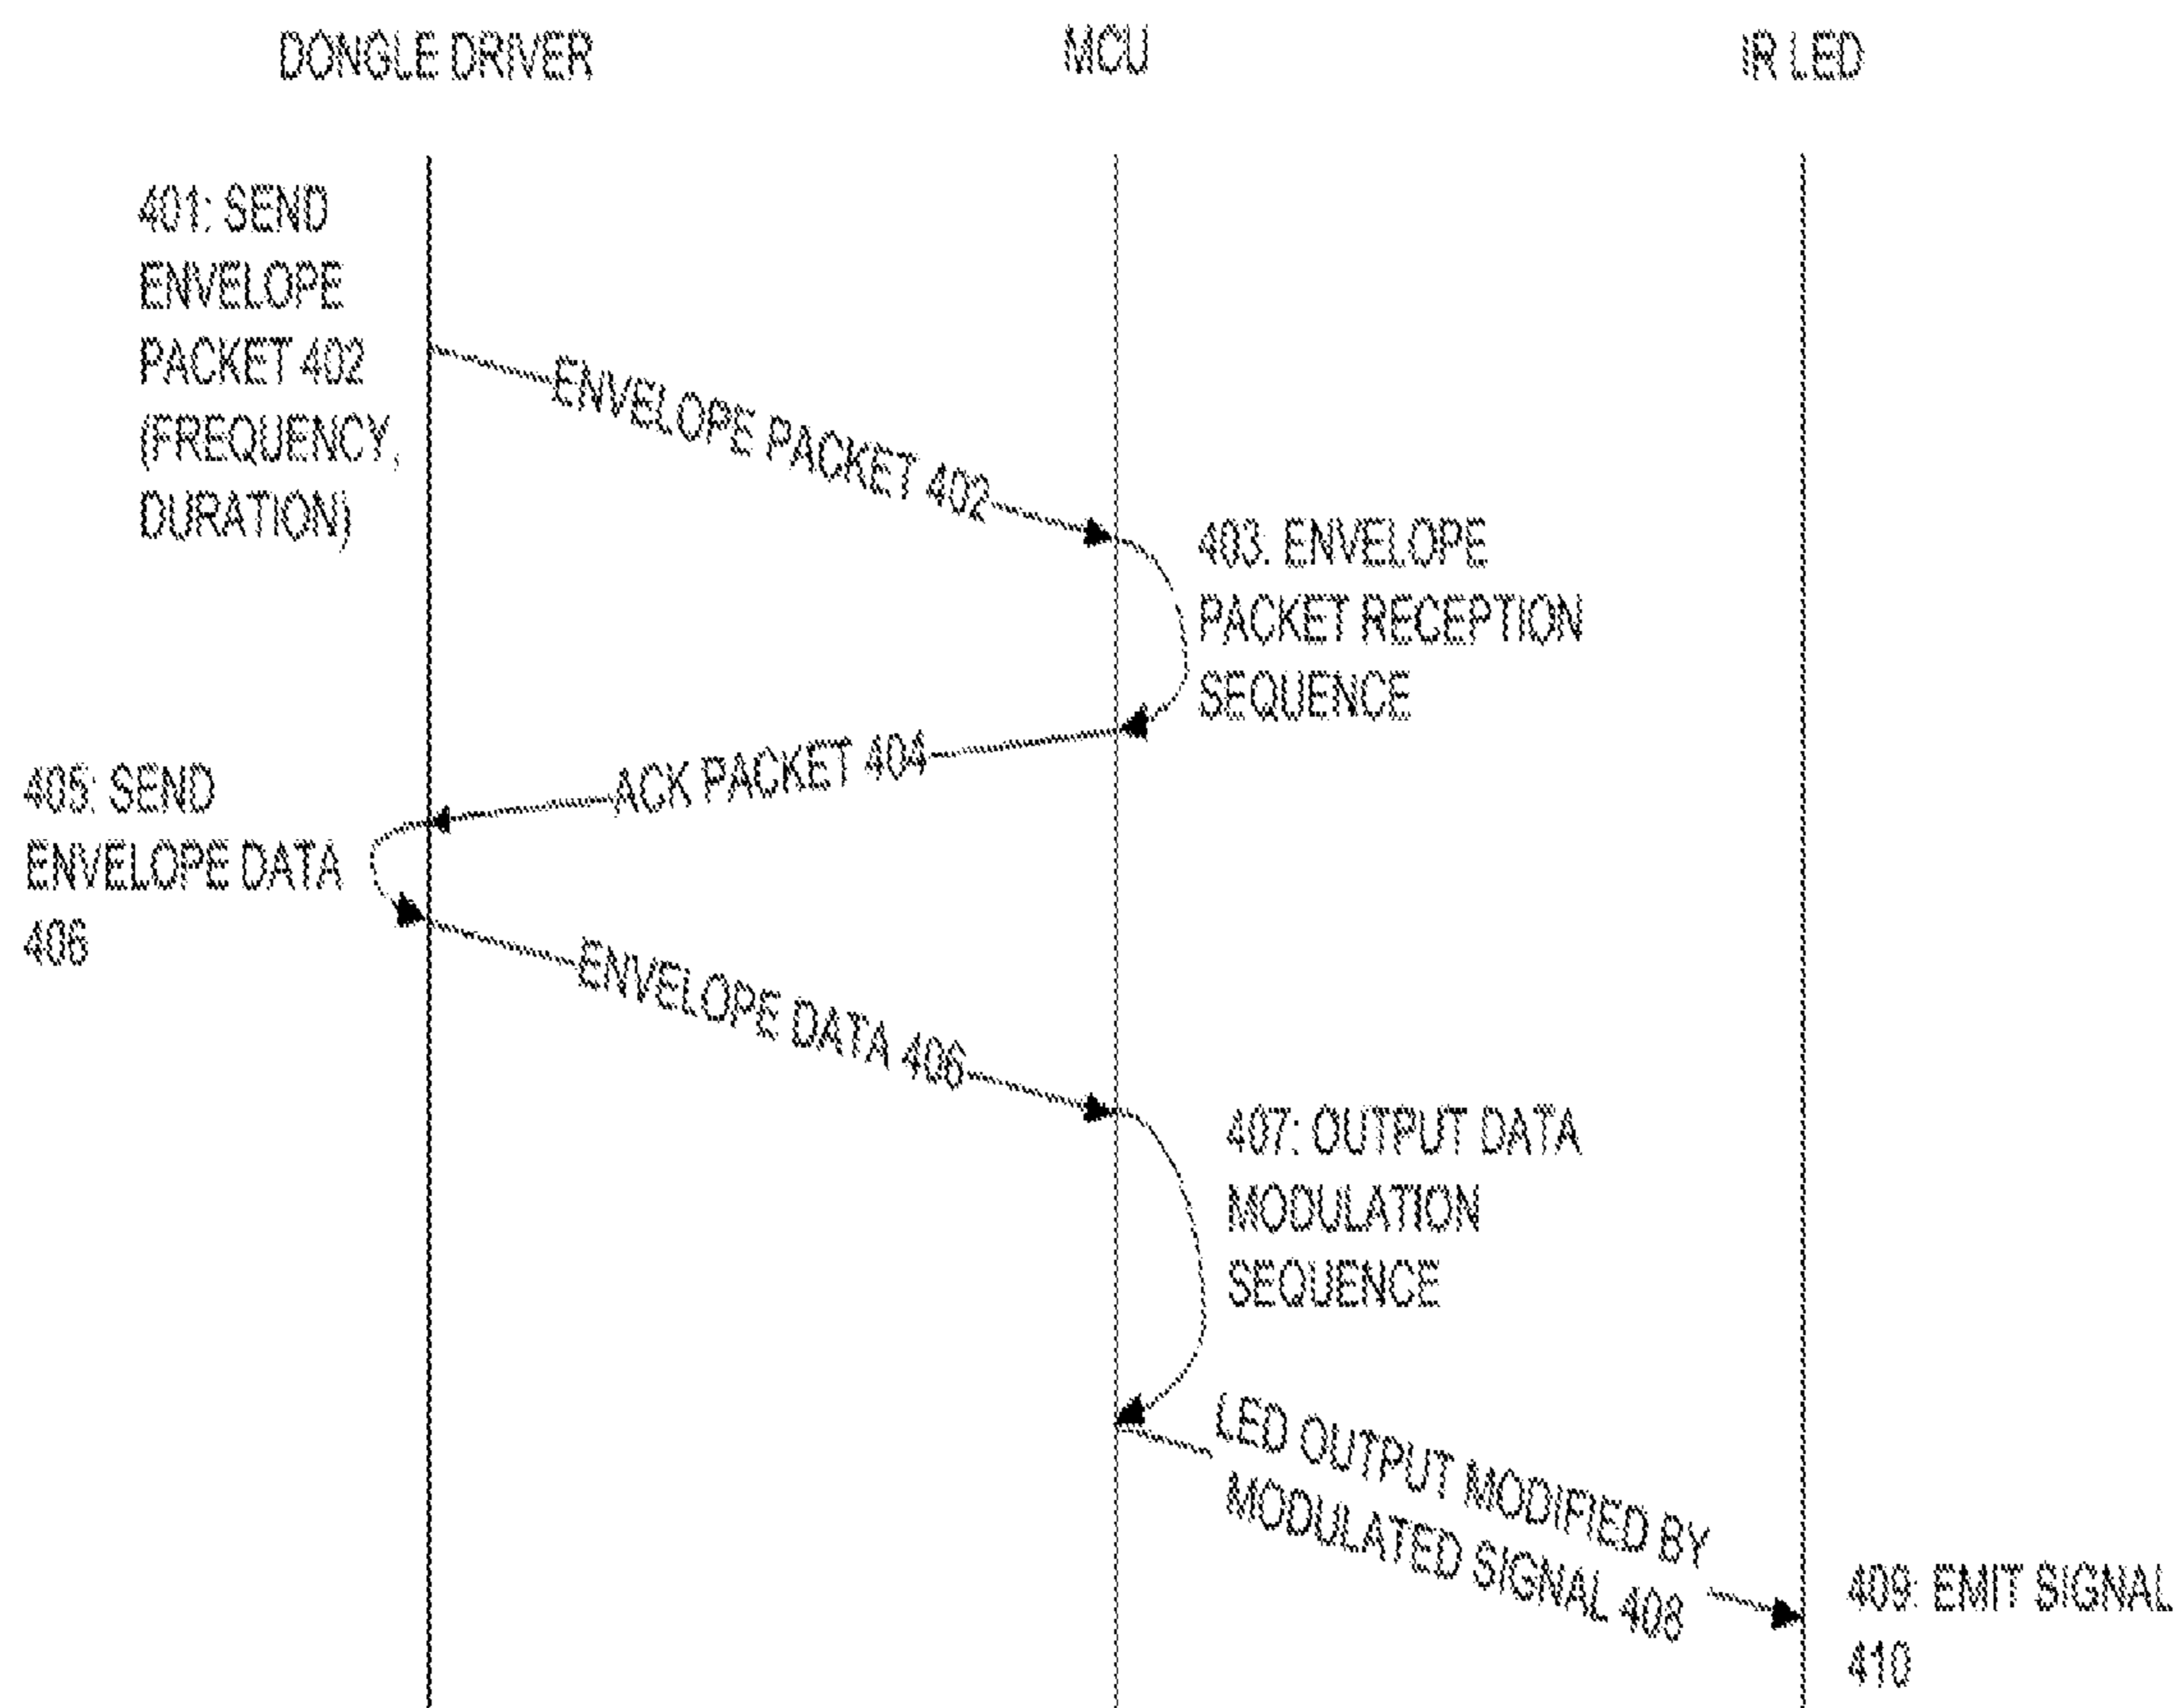 DONGLE DRIVER
MCU
IR LED
401: SEND
ENVELOPE
PACKET 402
(FREQUENCY,
DURATION)
ENVELOPE PACKET 402
403: ENVELOPE
PACKET RECEPTION
SEQUENCE
ACK PACKET 404
405: SEND
ENVELOPE DATA
406
ENVELOPE DATA 406
407: OUTPUT DATA
MODULATION
SEQUENCE
LED OUTPUT MODIFIED BY
MODULATED SIGNAL 408
409: EMIT SIGNAL
410